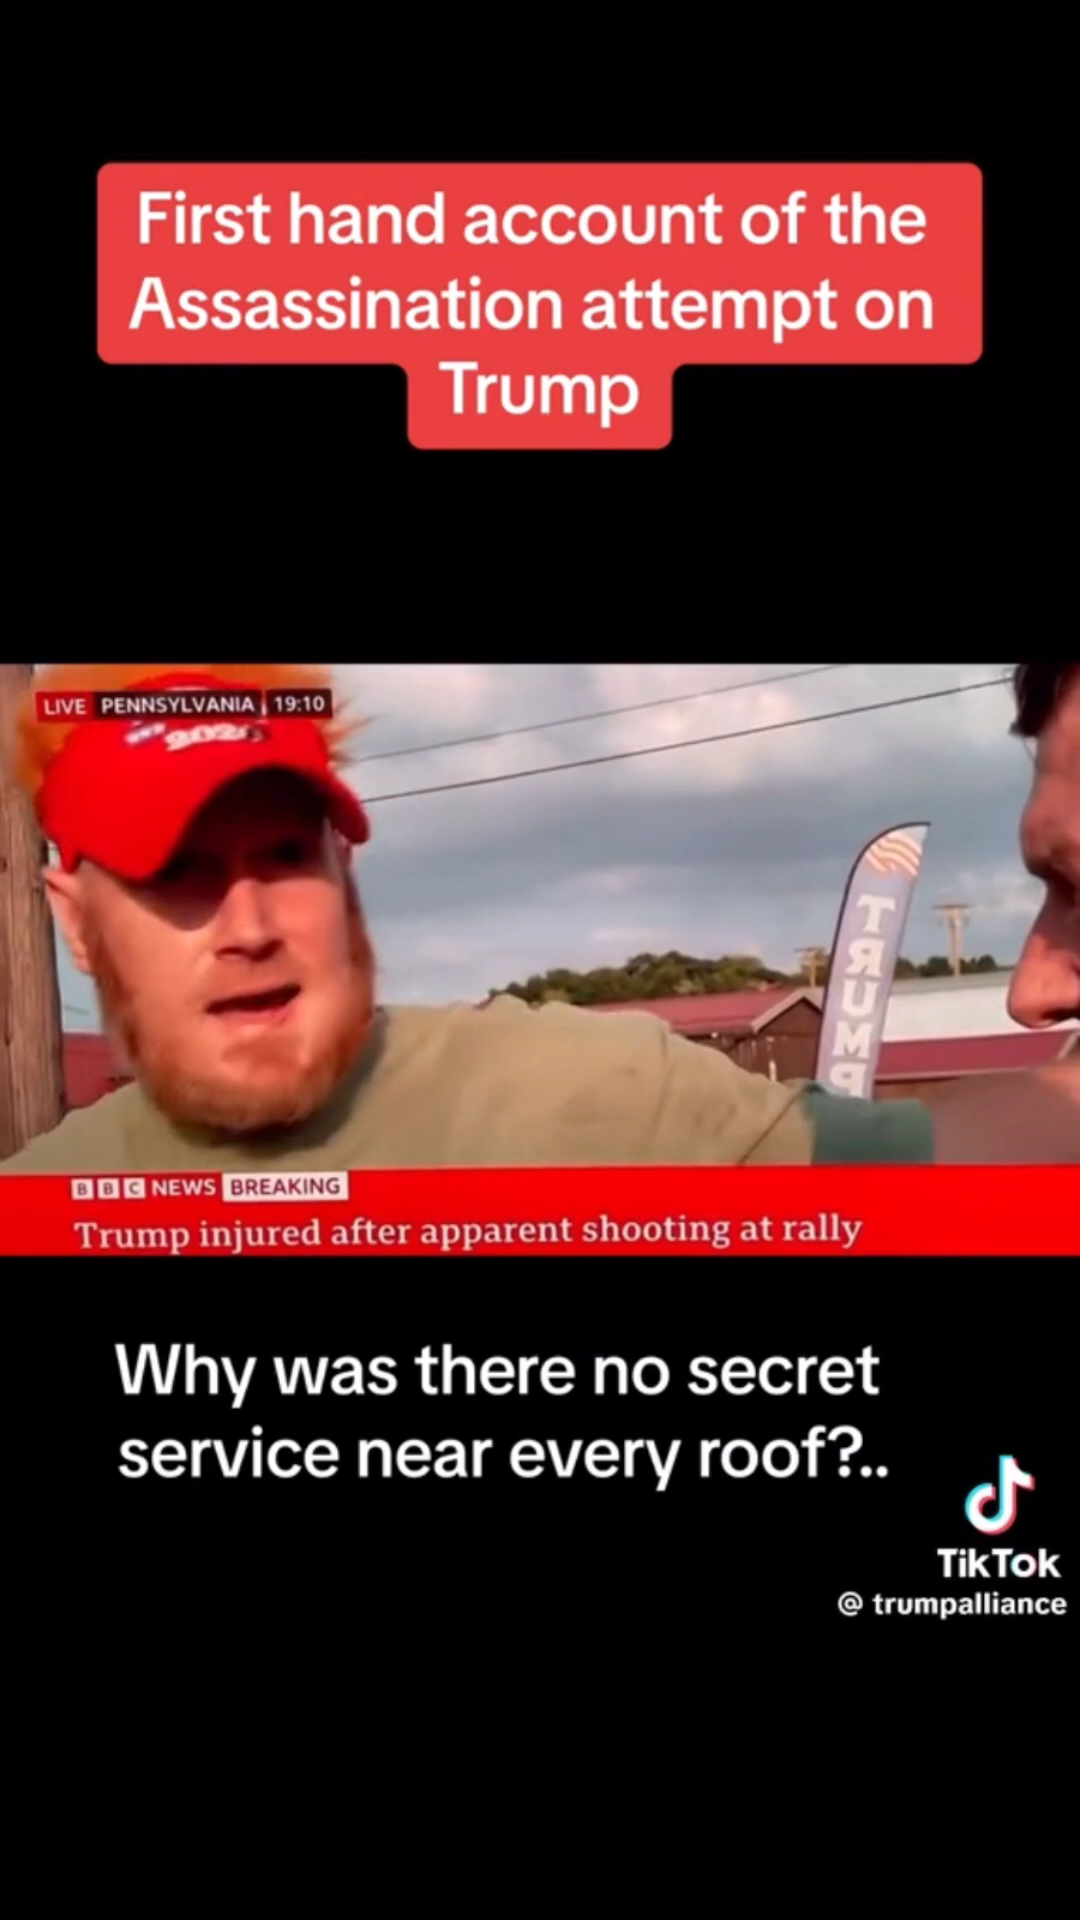 First hand account of the
Assassination attempt on
Trump
LIVE PENNSYLVANIA 19:10
TRUMP
BBC NEWS BREAKING
Trump injured after apparent shooting at rally
Why was there no secret
service near every roof?..
TikTok
@ trumpalliance